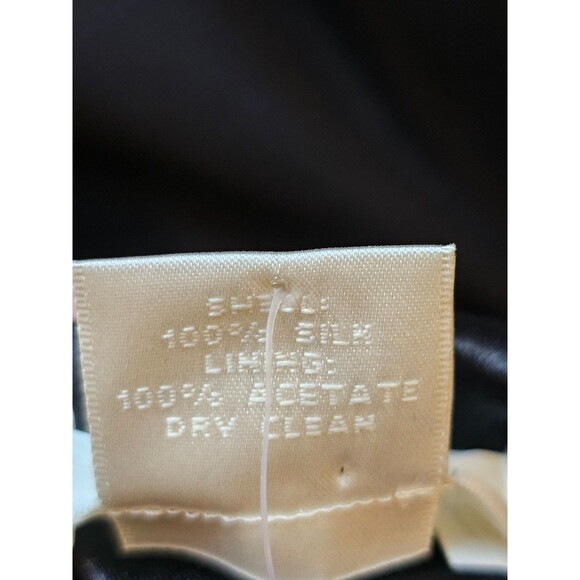 SHELL:
100% SILK
LINING:
100% ACETATE
DRY CLEAN